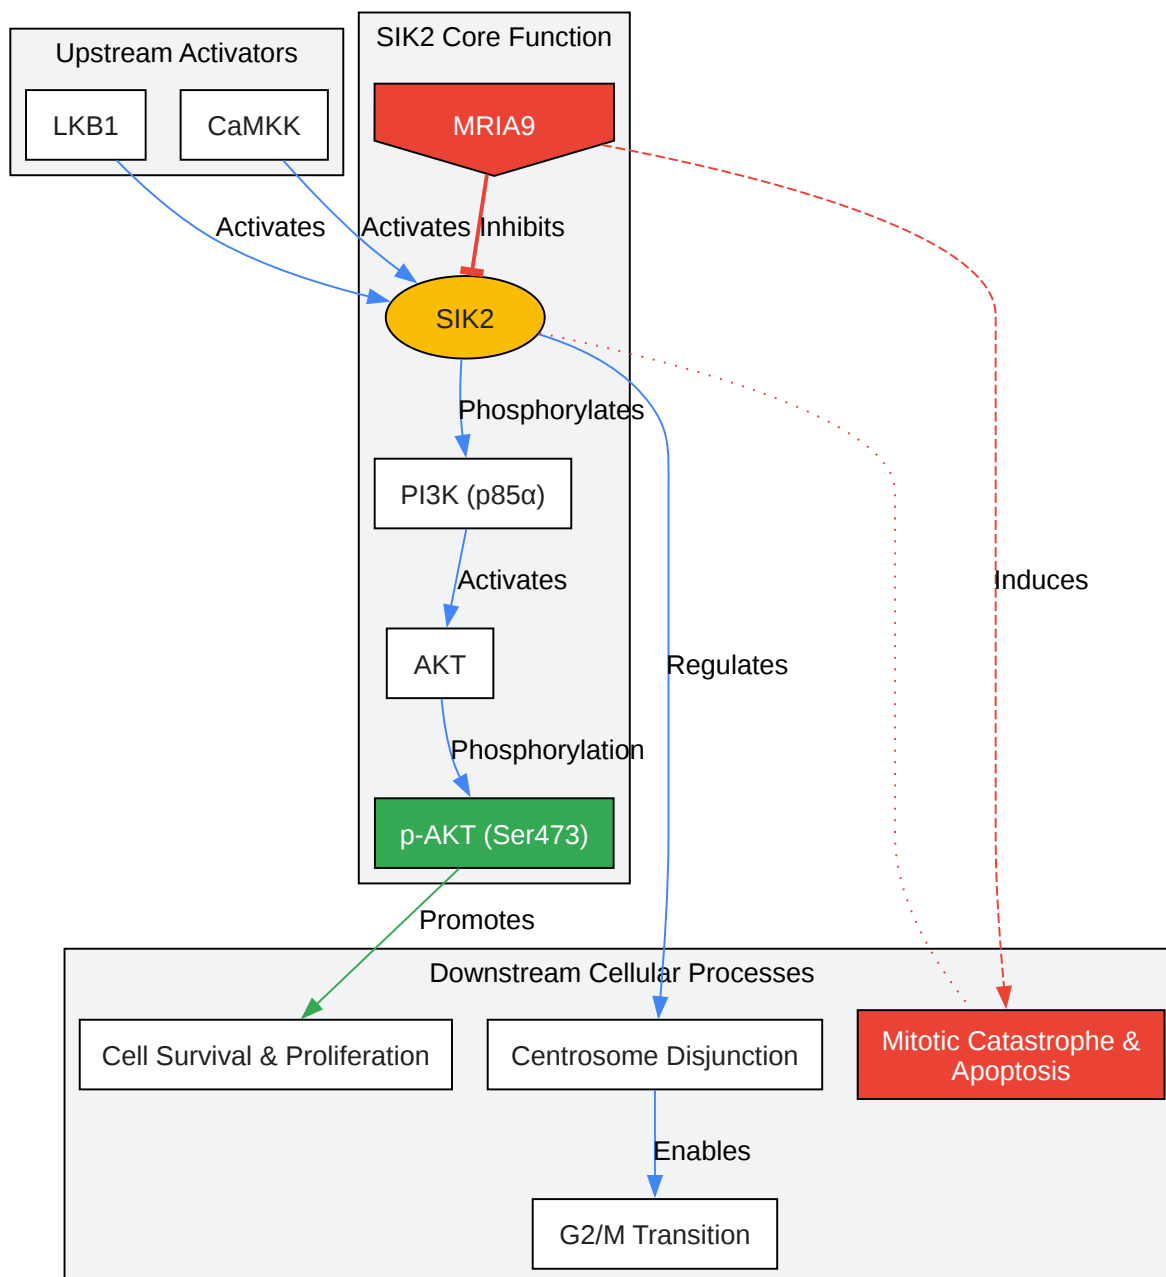 SIK2 Core Function
Upstream Activators
LKB1
CaMKK
MRIA9
Activates
Activates
Inhibits
SIK2
Phosphorylates
PI3K (p85α)
Activates
Induces
AKT
Regulates
Phosphorylation
p-AKT (Ser473)
Promotes
Downstream Cellular Processes
Cell Survival & Proliferation
Centrosome Disjunction
Mitotic Catastrophe &
Apoptosis
Enables
G2/M Transition